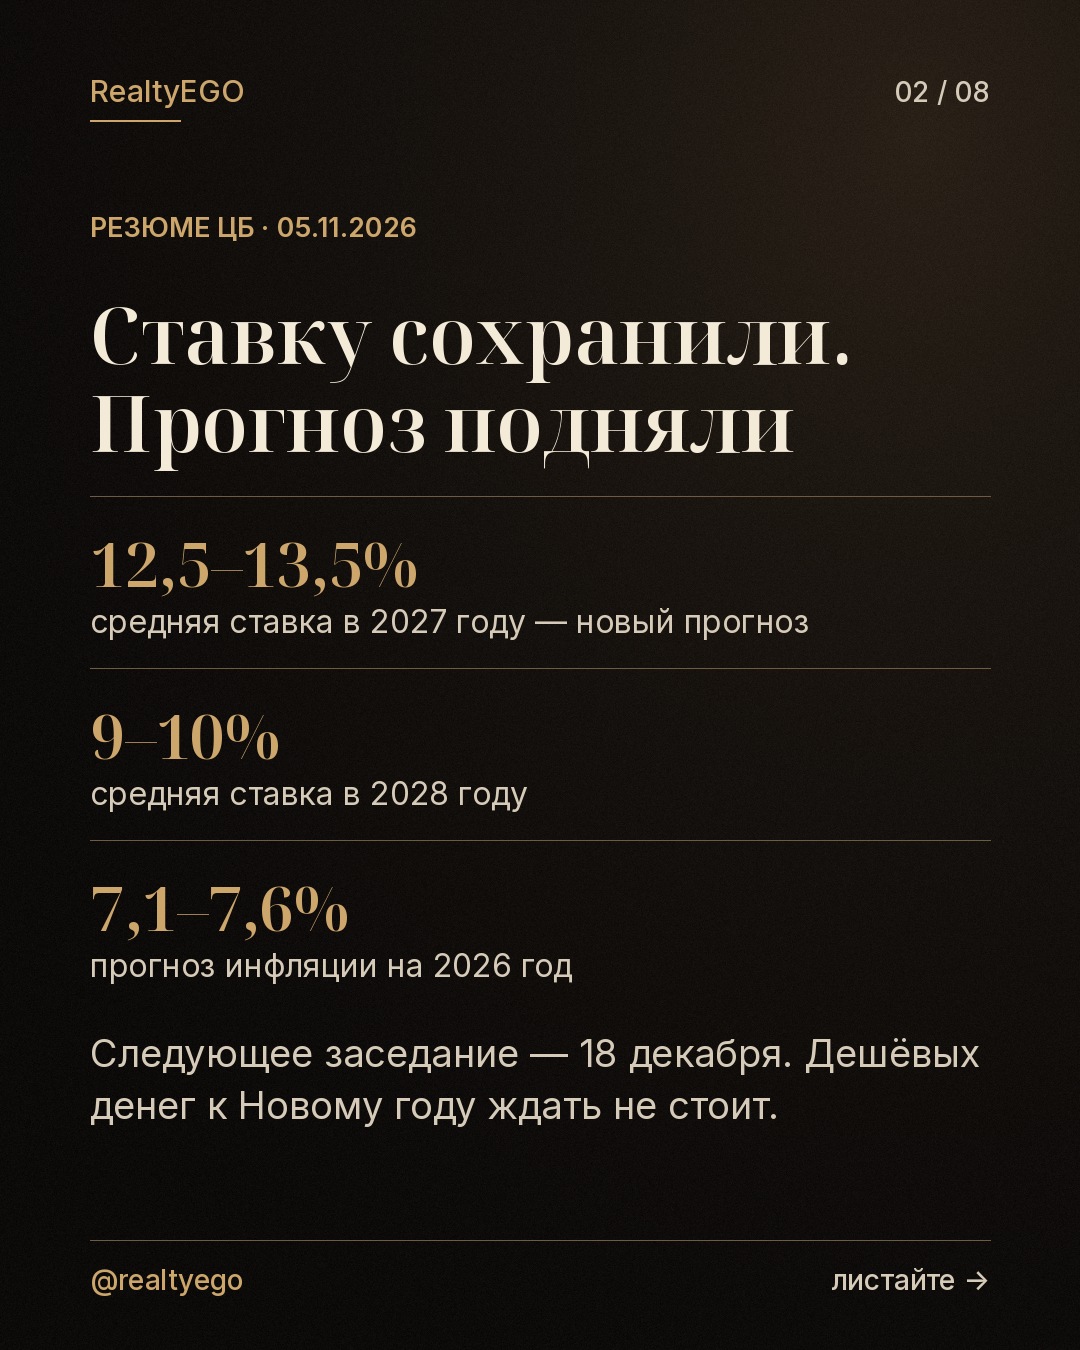 RealtyEGO
02 / 08
РЕЗЮМЕ ЦБ · 05.11.2026
Ставку сохранили.
Прогноз подняли
12,5–13,5%
средняя ставка в 2027 году — новый прогноз
9–10%
средняя ставка в 2028 году
7,1–7,6%
прогноз инфляции на 2026 год
Следующее заседание — 18 декабря. Дешёвых
денег к Новому году ждать не стоит.
@realtyego
листайте →